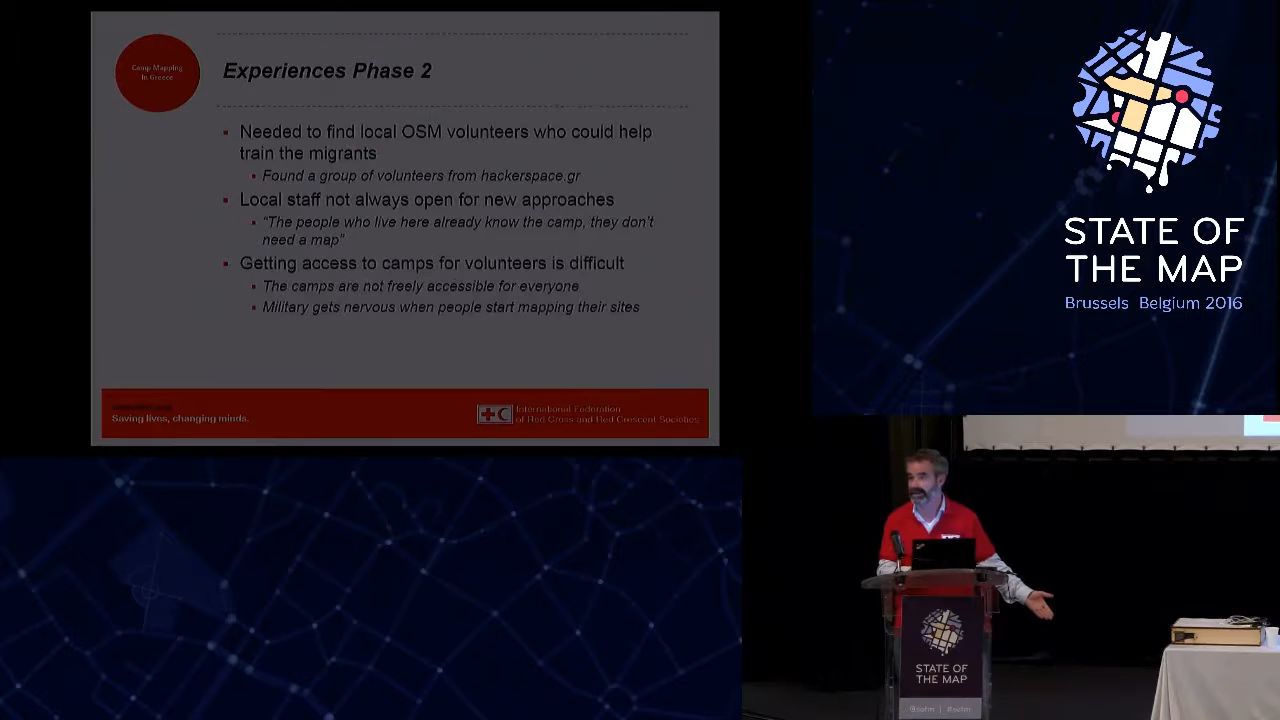 Camp Mapping
in Greece
Experiences Phase 2
Needed to find local OSM volunteers who could help
train the migrants
Found a group of volunteers from hackerspace.gr
Local staff not always open for new approaches
"The people who live here already know the camp, they don't
need a map"
Getting access to camps for volunteers is difficult
The camps are not freely accessible for everyone
Military gets nervous when people start mapping their sites
Saving lives, changing minds.
International Federation
of Red Cross and Red Crescent Societies
STATE OF
THE MAP
Brussels Belgium 2016
STATE OF
THE MAP
@sotm | #sotm